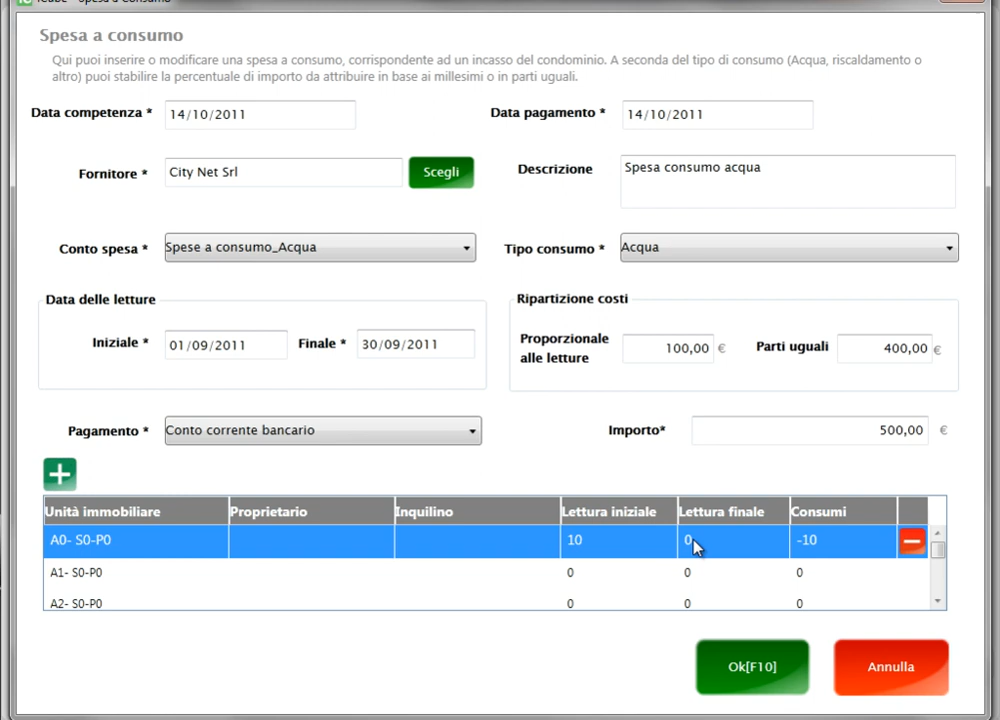 iCube - Spesa a Consumo
Spesa a consumo
Qui puoi inserire o modificare una spesa a consumo, corrispondente ad un incasso del condominio. A seconda del tipo di consumo (Acqua, riscaldamento o
altro) puoi stabilire la percentuale di importo da attribuire in base ai millesimi o in parti uguali.
Data competenza * 14/10/2011 Data pagamento * 14/10/2011
Fornitore * City Net Srl Scegli Descrizione Spesa consumo acqua
Conto spesa * Spese a consumo_Acqua Tipo consumo * Acqua
Data delle letture
Iniziale * 01/09/2011 Finale * 30/09/2011
Ripartizione costi
Proporzionale
alle letture 100,00 € Parti uguali 400,00 €
Pagamento * Conto corrente bancario Importo* 500,00 €
Unità immobiliare Proprietario Inquilino Lettura iniziale Lettura finale Consumi
A0- S0-P0 10 0 -10
A1- S0-P0 0 0 0
A2- S0-P0 0 0 0
Ok[F10] Annulla